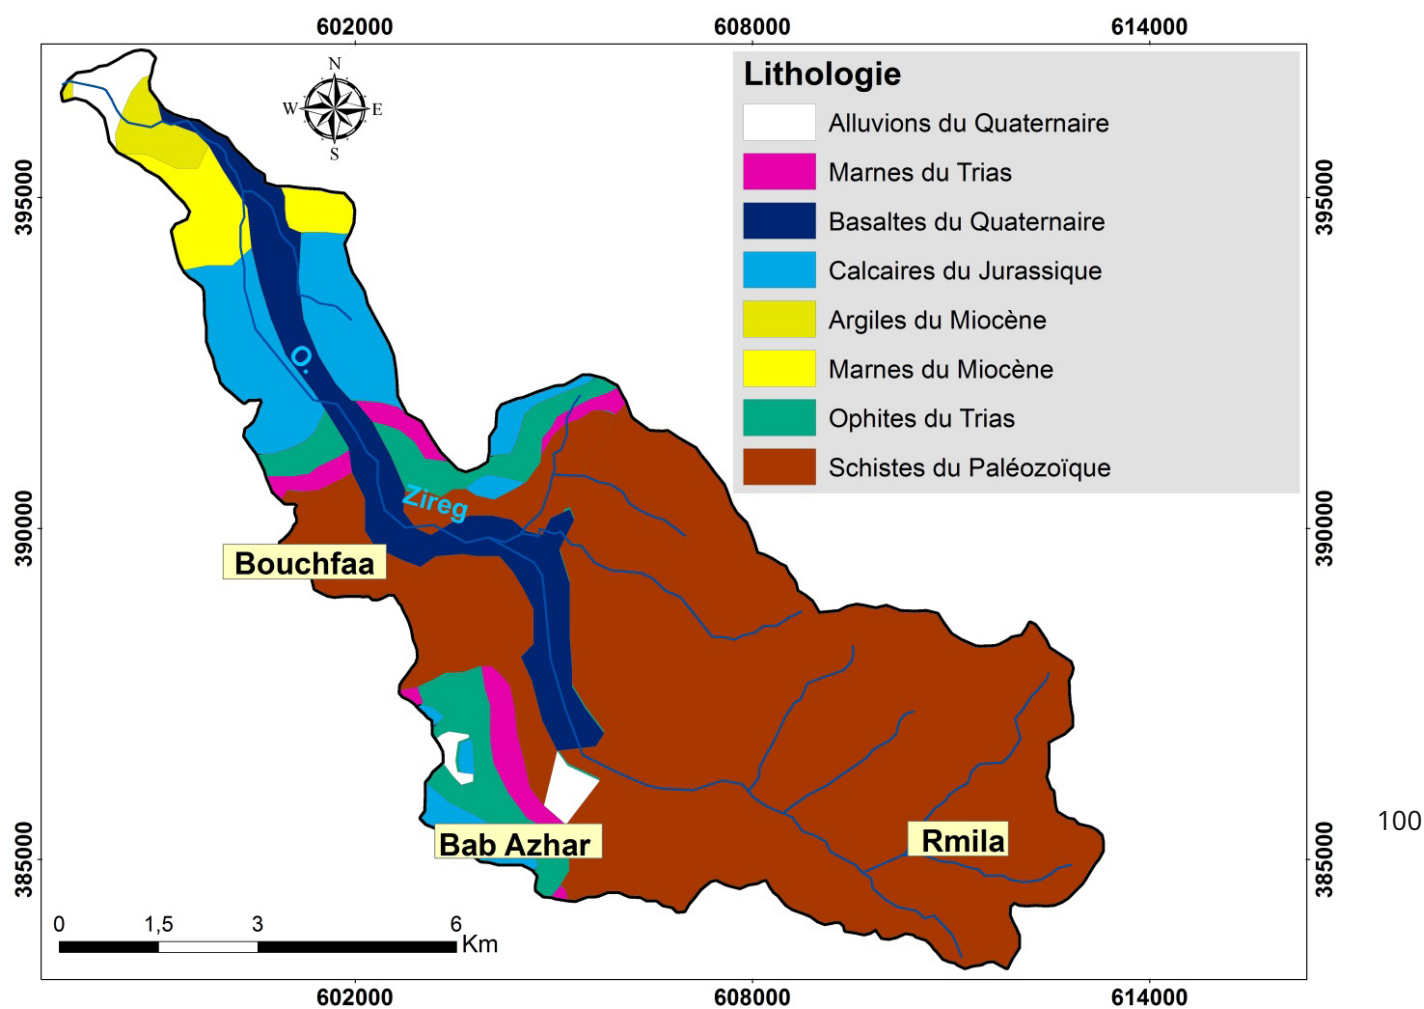 602000
608000
614000
N
W
E
S
Lithologie
Alluvions du Quaternaire
Marnes du Trias
Basaltes du Quaternaire
Calcaires du Jurassique
Argiles du Miocène
Marnes du Miocène
Ophites du Trias
Schistes du Paléozoïque
395000
395000
O.
Zireg
390000
390000
Bouchfaa
100
Bab Azhar
Rmila
385000
385000
0
1,5
3
6
Km
602000
608000
614000